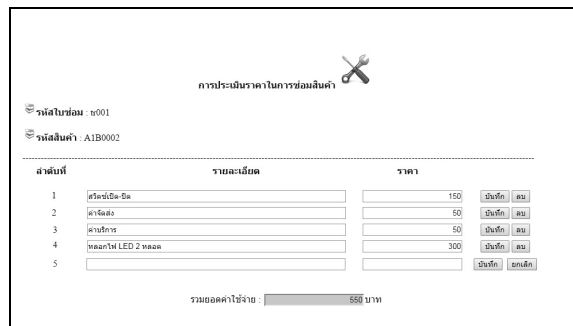 การประเมินราคาในการซ่อมสินค้า
รหัสใบซ่อม : tr001
รหัสสินค้า : A1B0002
ลำดับที่ รายละเอียด ราคา
1 สวิตช์เปิด-ปิด 150 บันทึก ลบ
2 ค่าจัดส่ง 50 บันทึก ลบ
3 ค่าบริการ 50 บันทึก ลบ
4 หลอดไฟ LED 2 หลอด 300 บันทึก ลบ
5 บันทึก ยกเลิก
รวมยอดค่าใช้จ่าย : 550 บาท